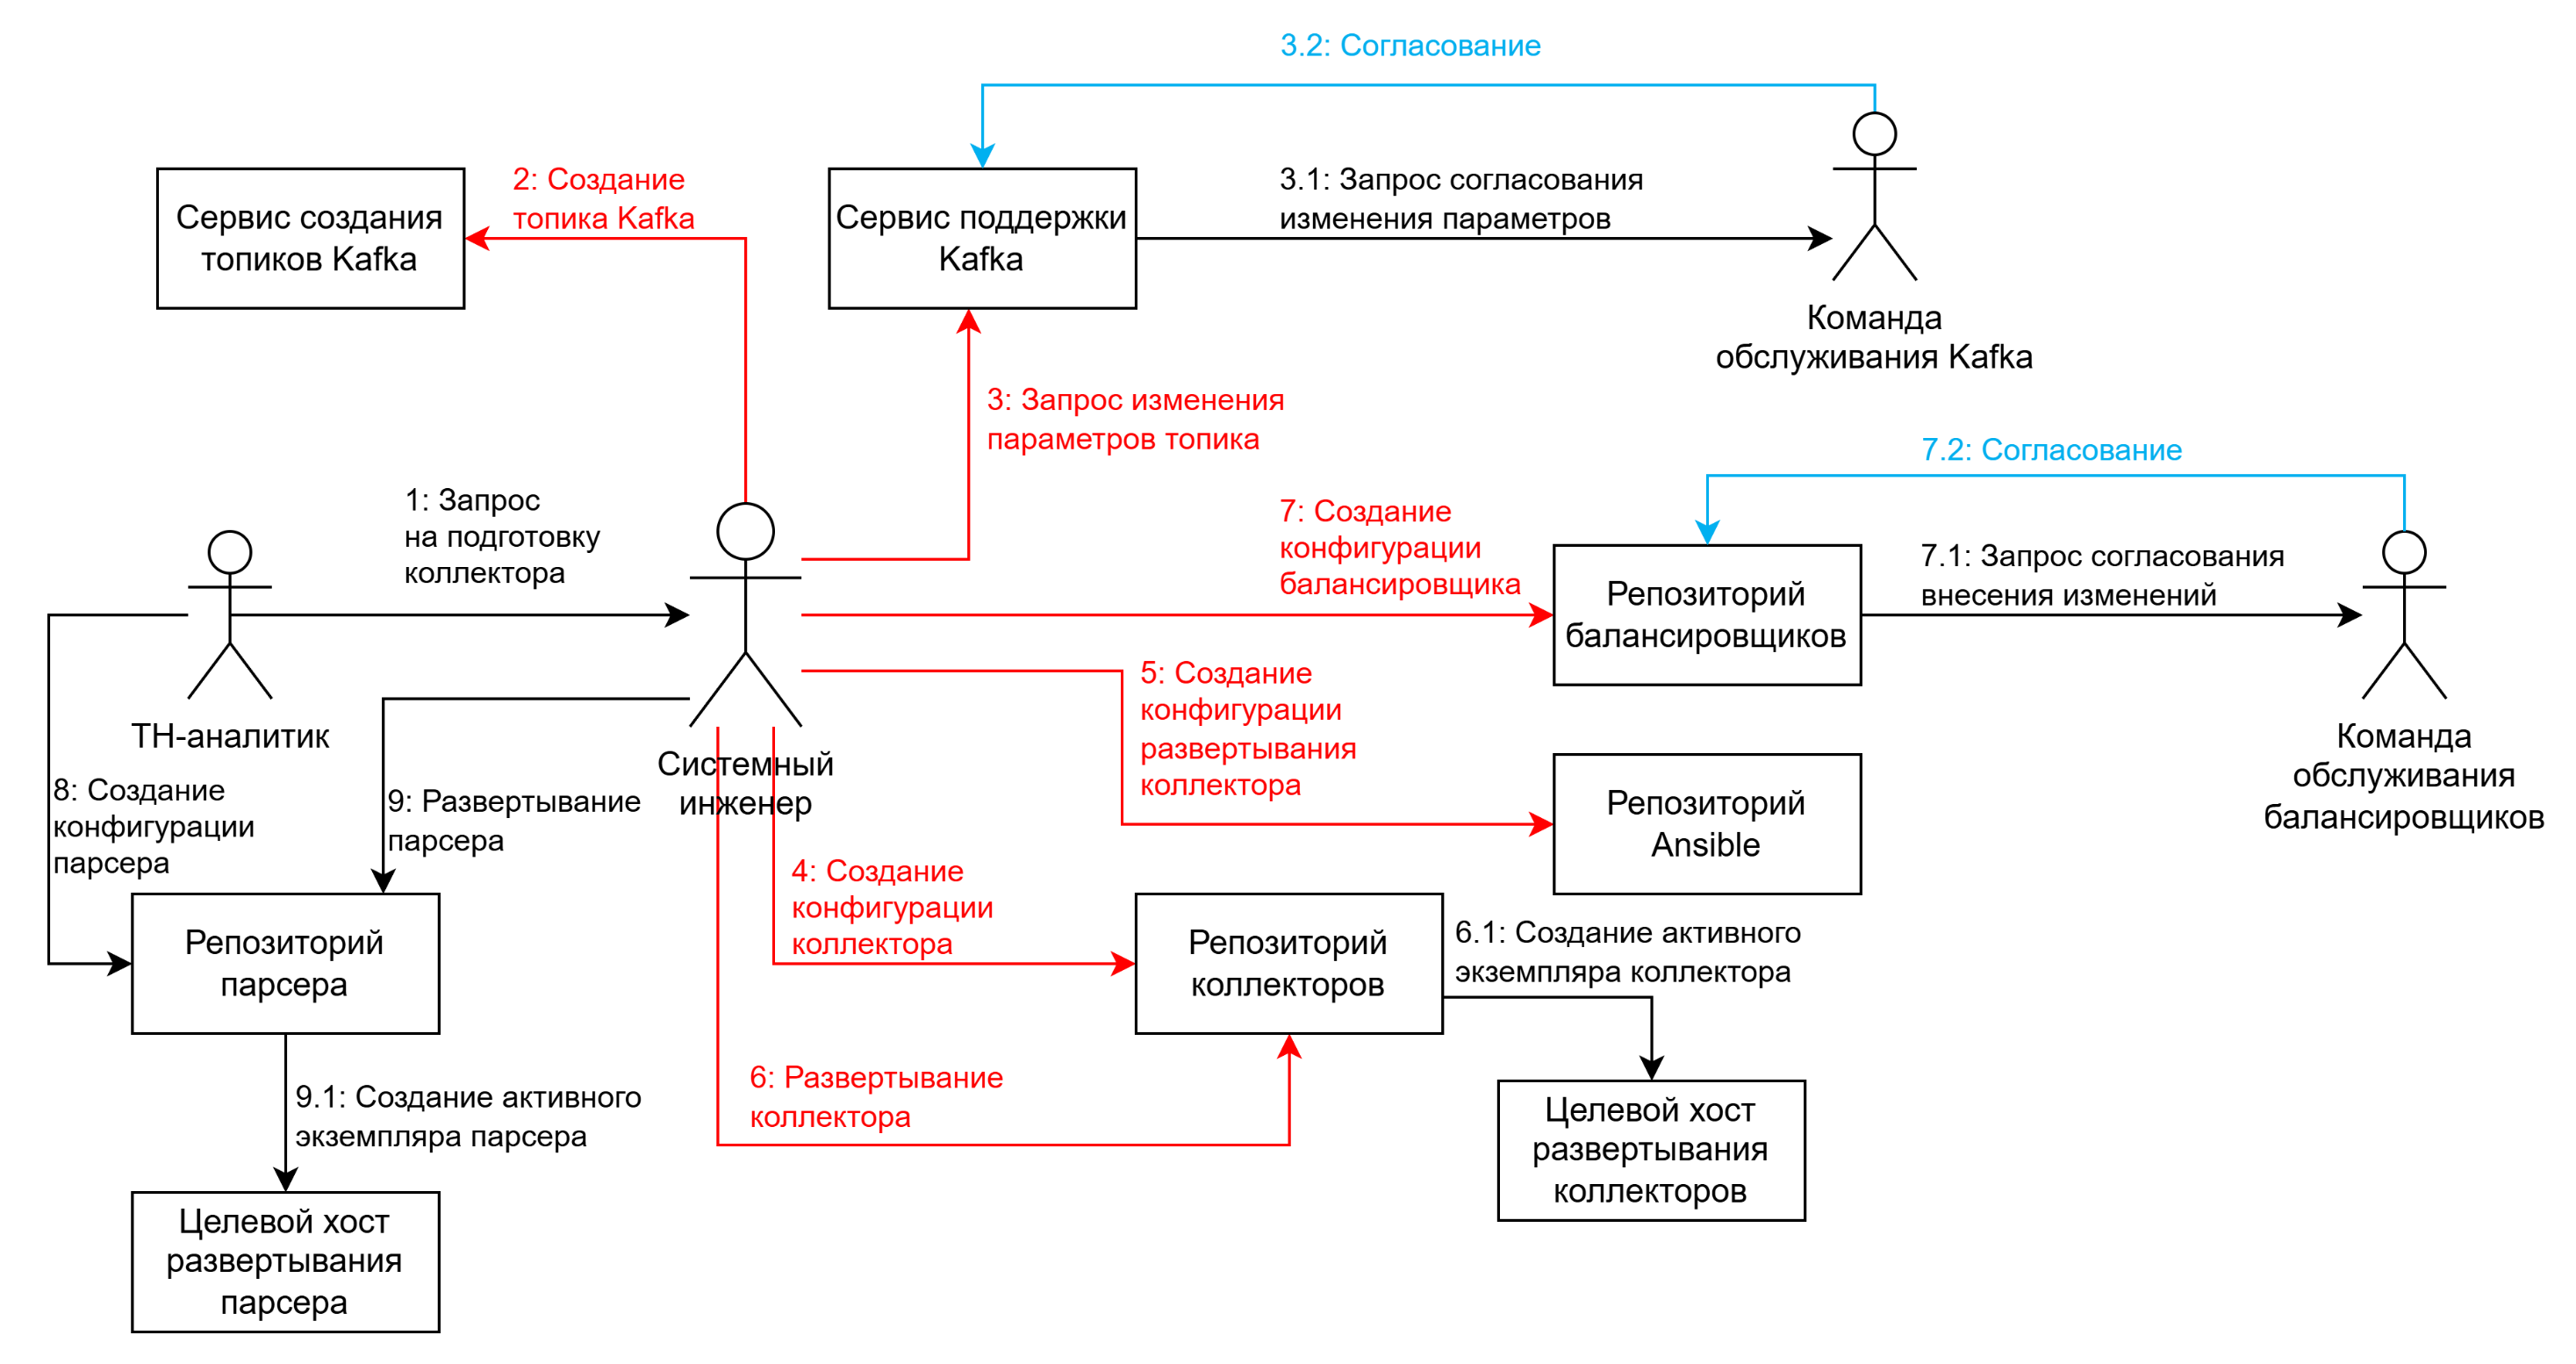 3.2: Согласование
2: Создание
топика Kafka
3.1: Запрос согласования
изменения параметров
Сервис создания
топиков Kafka
Сервис поддержки
Kafka
Команда
обслуживания Kafka
3: Запрос изменения
параметров топика
7.2: Согласование
1: Запрос
на подготовку
коллектора
7: Создание
конфигурации
балансировщика
7.1: Запрос согласования
внесения изменений
Репозиторий
балансировщиков
5: Создание
конфигурации
развертывания
коллектора
ТН-аналитик
Системный
инженер
Команда
обслуживания
балансировщиков
8: Создание
конфигурации
парсера
9: Развертывание
парсера
Репозиторий
Ansible
4: Создание
конфигурации
коллектора
Репозиторий
парсера
Репозиторий
коллекторов
6.1: Создание активного
экземпляра коллектора
6: Развертывание
коллектора
9.1: Создание активного
экземпляра парсера
Целевой хост
развертывания
коллекторов
Целевой хост
развертывания
парсера